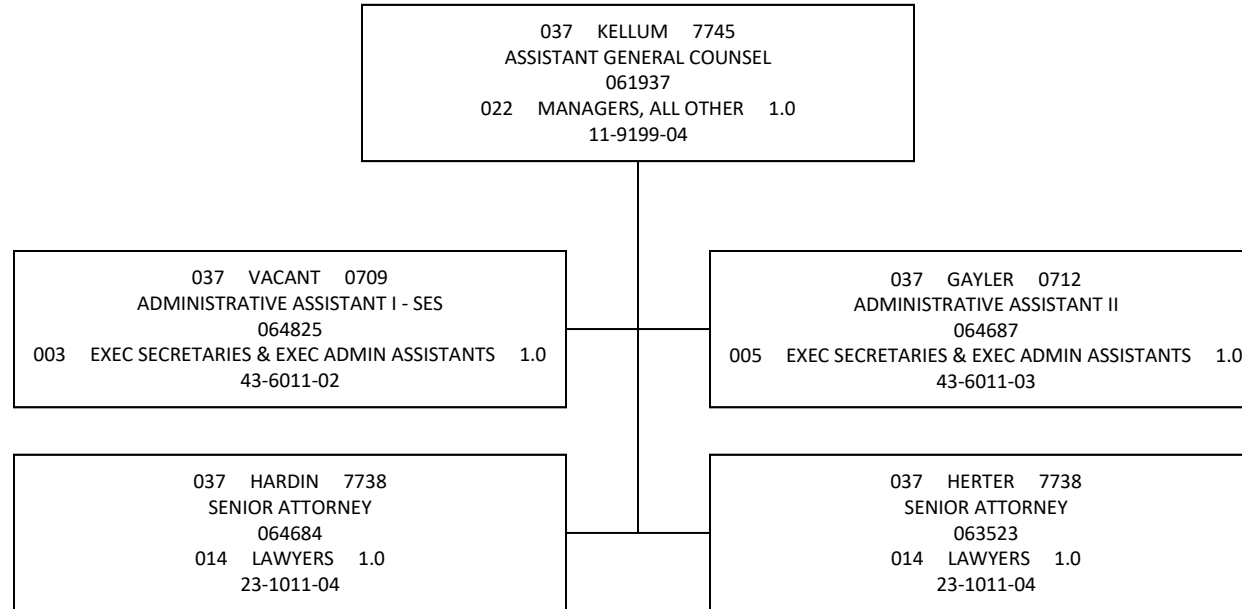 037 KELLUM 7745
ASSISTANT GENERAL COUNSEL
061937
022 MANAGERS, ALL OTHER 1.0
11-9199-04
037 VACANT 0709
ADMINISTRATIVE ASSISTANT I - SES
064825
003 EXEC SECRETARIES & EXEC ADMIN ASSISTANTS 1.0
43-6011-02
037 GAYLER 0712
ADMINISTRATIVE ASSISTANT II
064687
005 EXEC SECRETARIES & EXEC ADMIN ASSISTANTS 1.0
43-6011-03
037 HARDIN 7738
SENIOR ATTORNEY
064684
014 LAWYERS 1.0
23-1011-04
037 HERTER 7738
SENIOR ATTORNEY
063523
014 LAWYERS 1.0
23-1011-04